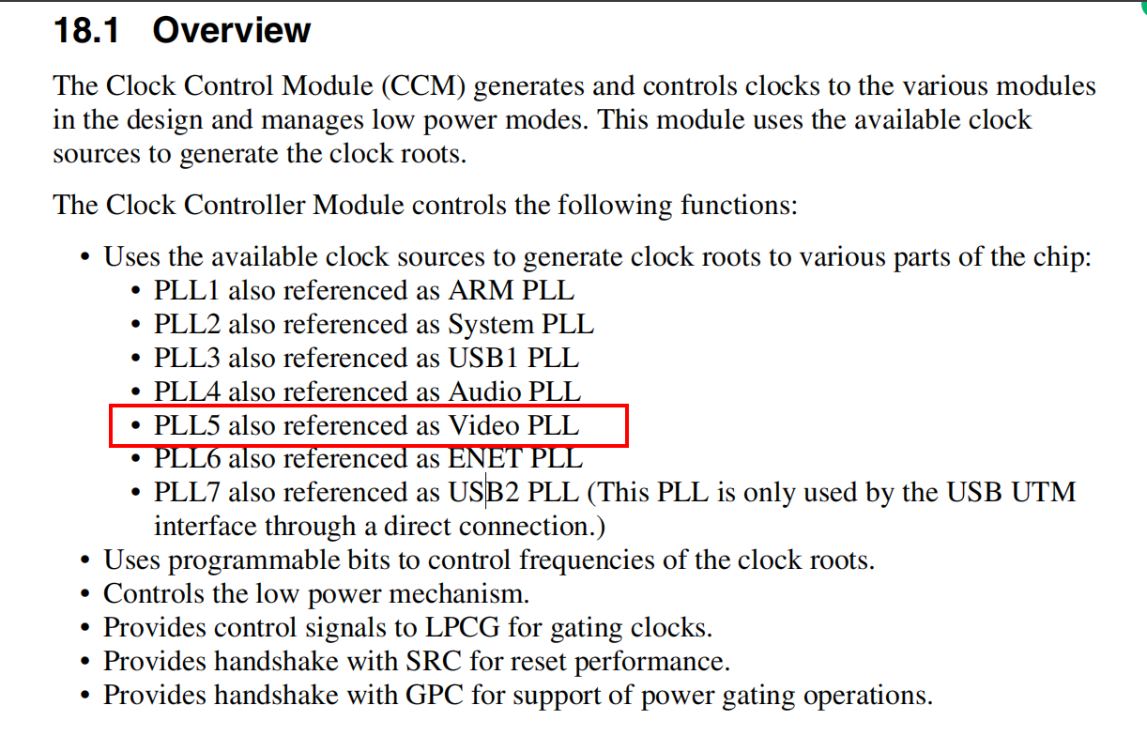 18.1 Overview
The Clock Control Module (CCM) generates and controls clocks to the various modules
in the design and manages low power modes. This module uses the available clock
sources to generate the clock roots.
The Clock Controller Module controls the following functions:
• Uses the available clock sources to generate clock roots to various parts of the chip:
• PLL1 also referenced as ARM PLL
• PLL2 also referenced as System PLL
• PLL3 also referenced as USB1 PLL
• PLL4 also referenced as Audio PLL
• PLL5 also referenced as Video PLL
• PLL6 also referenced as ENET PLL
• PLL7 also referenced as USB2 PLL (This PLL is only used by the USB UTM
interface through a direct connection.)
• Uses programmable bits to control frequencies of the clock roots.
• Controls the low power mechanism.
• Provides control signals to LPCG for gating clocks.
• Provides handshake with SRC for reset performance.
• Provides handshake with GPC for support of power gating operations.